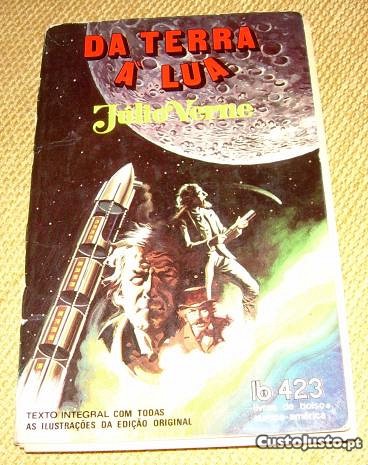 DA TERRA
À LUA
Júlio Verne
lb 423
livros de bolso
europa-américa
TEXTO INTEGRAL COM TODAS
AS ILUSTRAÇÕES DA EDIÇÃO ORIGINAL
CustoJusto.pt